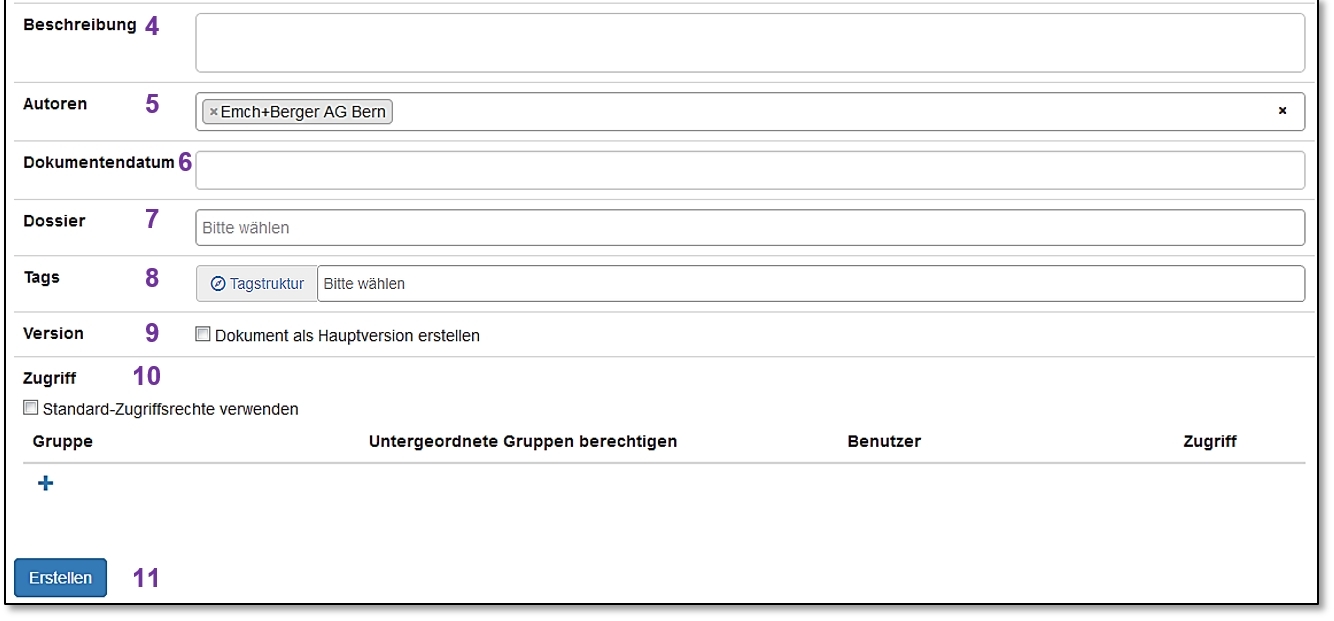 Beschreibung 4
Autoren 5 ×Emch+Berger AG Bern ×
Dokumentendatum 6
Dossier 7 Bitte wählen
Tags 8 Tagstruktur Bitte wählen
Version 9 Dokument als Hauptversion erstellen
Zugriff 10
Standard-Zugriffsrechte verwenden
Gruppe Untergeordnete Gruppen berechtigen Benutzer Zugriff
+
Erstellen 11